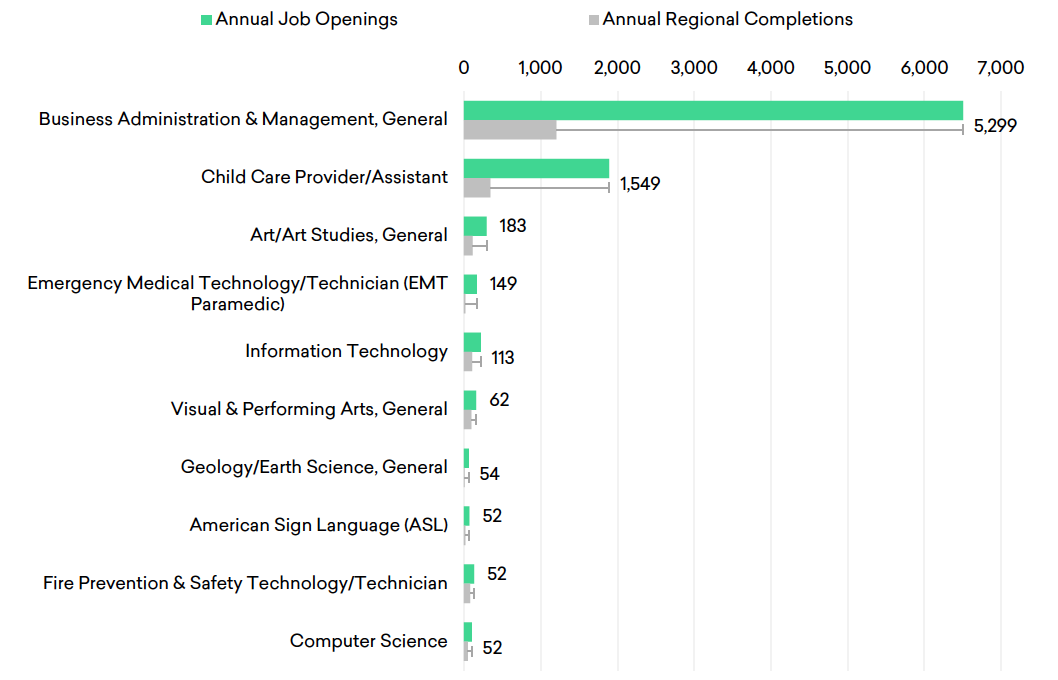 Annual Job Openings
Annual Regional Completions
0 1,000 2,000 3,000 4,000 5,000 6,000 7,000
Business Administration & Management, General
5,299
Child Care Provider/Assistant
1,549
Art/Art Studies, General
183
Emergency Medical Technology/Technician (EMT
Paramedic)
149
Information Technology
113
Visual & Performing Arts, General
62
Geology/Earth Science, General
54
American Sign Language (ASL)
52
Fire Prevention & Safety Technology/Technician
52
Computer Science
52